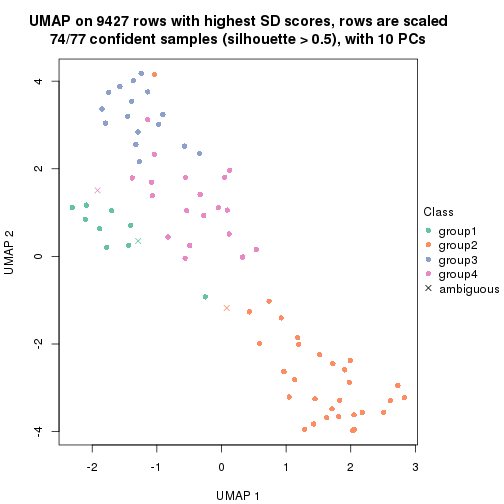 UMAP on 9427 rows with highest SD scores, rows are scaled
74/77 confident samples (silhouette > 0.5), with 10 PCs
4
2
0
-2
-4
UMAP 2
-2
-1
0
1
2
3
UMAP 1
Class
group1
group2
group3
group4
ambiguous